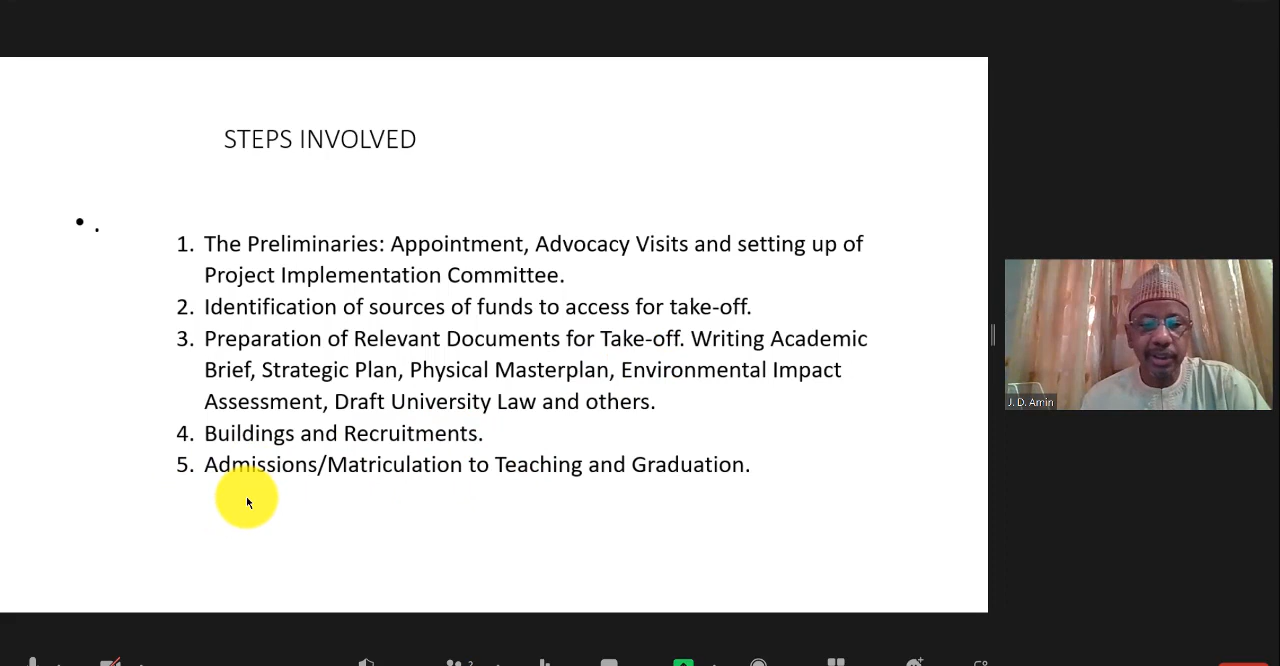 STEPS INVOLVED
• .
1. The Preliminaries: Appointment, Advocacy Visits and setting up of
Project Implementation Committee.
2. Identification of sources of funds to access for take-off.
3. Preparation of Relevant Documents for Take-off. Writing Academic
Brief, Strategic Plan, Physical Masterplan, Environmental Impact
Assessment, Draft University Law and others.
4. Buildings and Recruitments.
5. Admissions/Matriculation to Teaching and Graduation.
J. D. Amin